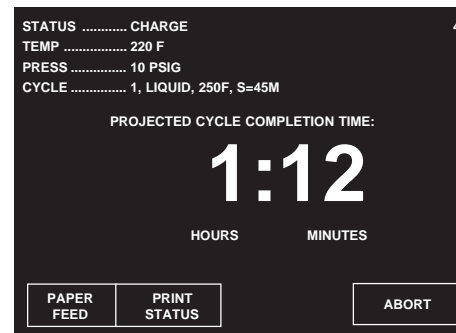 STATUS ............ CHARGE
TEMP ................. 220 F
PRESS ............... 10 PSIG
CYCLE ............... 1, LIQUID, 250F, S=45M
PROJECTED CYCLE COMPLETION TIME:
1:12
HOURS MINUTES
PAPER FEED
PRINT STATUS
ABORT